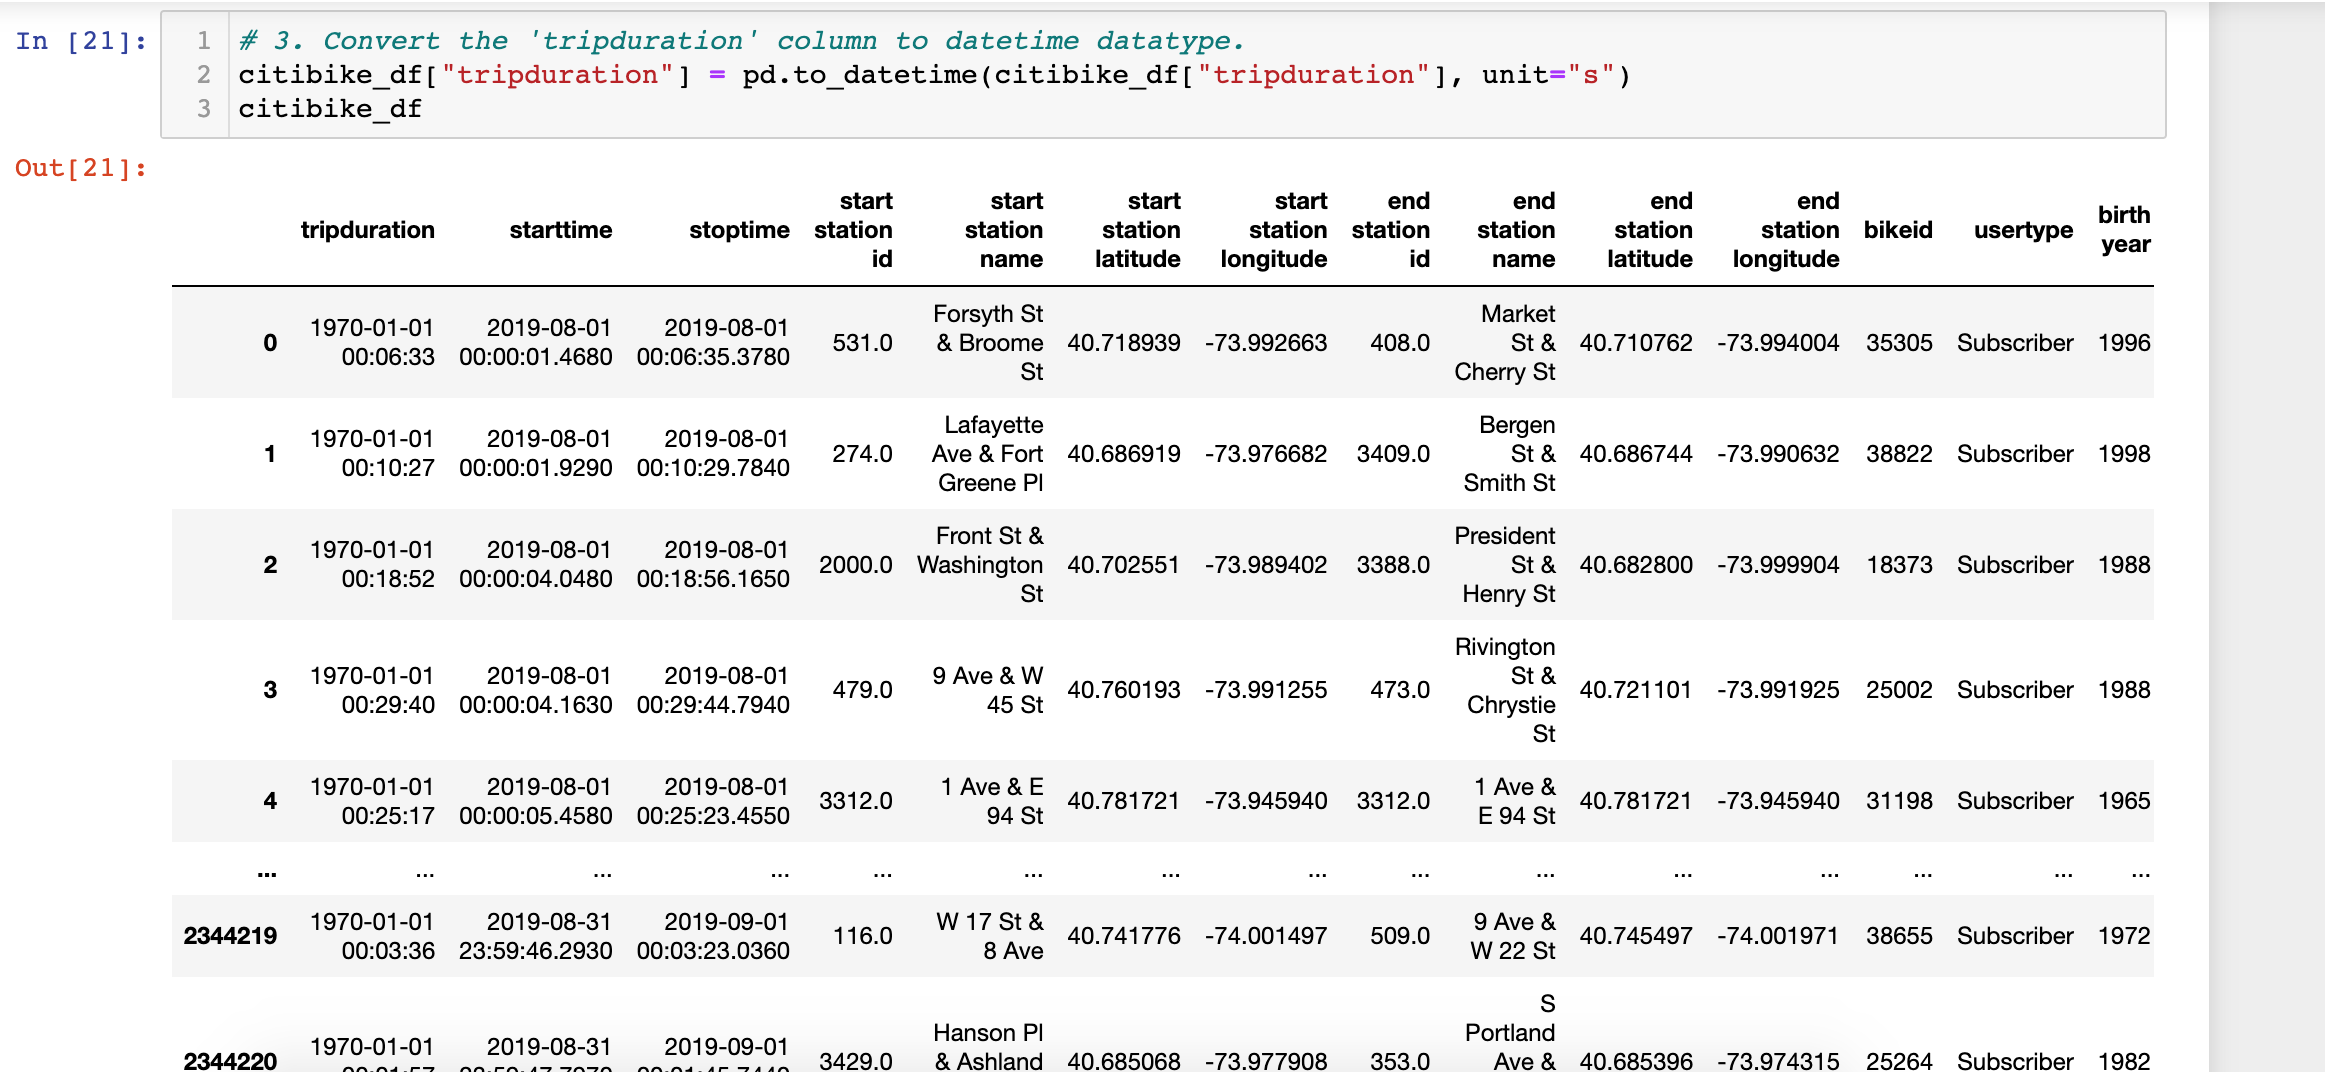 In [21]:
1 # 3. Convert the 'tripduration' column to datetime datatype.
2 citibike_df["tripduration"] = pd.to_datetime(citibike_df["tripduration"], unit="s")
3 citibike_df
Out[21]:
tripduration starttime stoptime start station id start station name start station latitude start station longitude end station id end station name end station latitude end station longitude bikeid usertype birth year
0 1970-01-01 00:06:33 2019-08-01 00:00:01.4680 2019-08-01 00:06:35.3780 531.0 Forsyth St & Broome St 40.718939 -73.992663 408.0 Market St & Cherry St 40.710762 -73.994004 35305 Subscriber 1996
1 1970-01-01 00:10:27 2019-08-01 00:00:01.9290 2019-08-01 00:10:29.7840 274.0 Lafayette Ave & Fort Greene Pl 40.686919 -73.976682 3409.0 Bergen St & Smith St 40.686744 -73.990632 38822 Subscriber 1998
2 1970-01-01 00:18:52 2019-08-01 00:00:04.0480 2019-08-01 00:18:56.1650 2000.0 Front St & Washington St 40.702551 -73.989402 3388.0 President St & Henry St 40.682800 -73.999904 18373 Subscriber 1988
3 1970-01-01 00:29:40 2019-08-01 00:00:04.1630 2019-08-01 00:29:44.7940 479.0 9 Ave & W 45 St 40.760193 -73.991255 473.0 Rivington St & Chrystie St 40.721101 -73.991925 25002 Subscriber 1988
4 1970-01-01 00:25:17 2019-08-01 00:00:05.4580 2019-08-01 00:25:23.4550 3312.0 1 Ave & E 94 St 40.781721 -73.945940 3312.0 1 Ave & E 94 St 40.781721 -73.945940 31198 Subscriber 1965
... ... ... ... ... ... ... ... ... ... ... ... ... ... ...
2344219 1970-01-01 00:03:36 2019-08-31 23:59:46.2930 2019-09-01 00:03:23.0360 116.0 W 17 St & 8 Ave 40.741776 -74.001497 509.0 9 Ave & W 22 St 40.745497 -74.001971 38655 Subscriber 1972
2344220 1970-01-01 2019-08-31 2019-09-01 3429.0 Hanson Pl & Ashland 40.685068 -73.977908 353.0 S Portland Ave & 40.685396 -73.974315 25264 Subscriber 1982